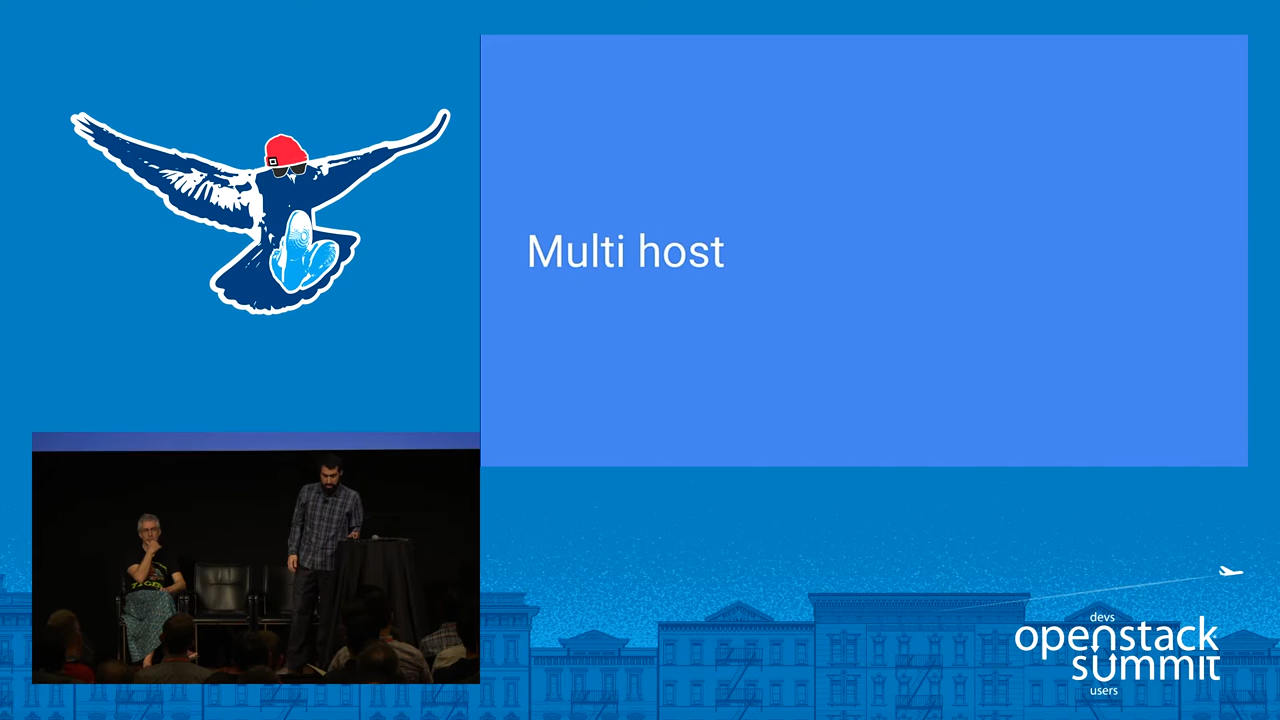 Multi host
devs
openstack
summit
users